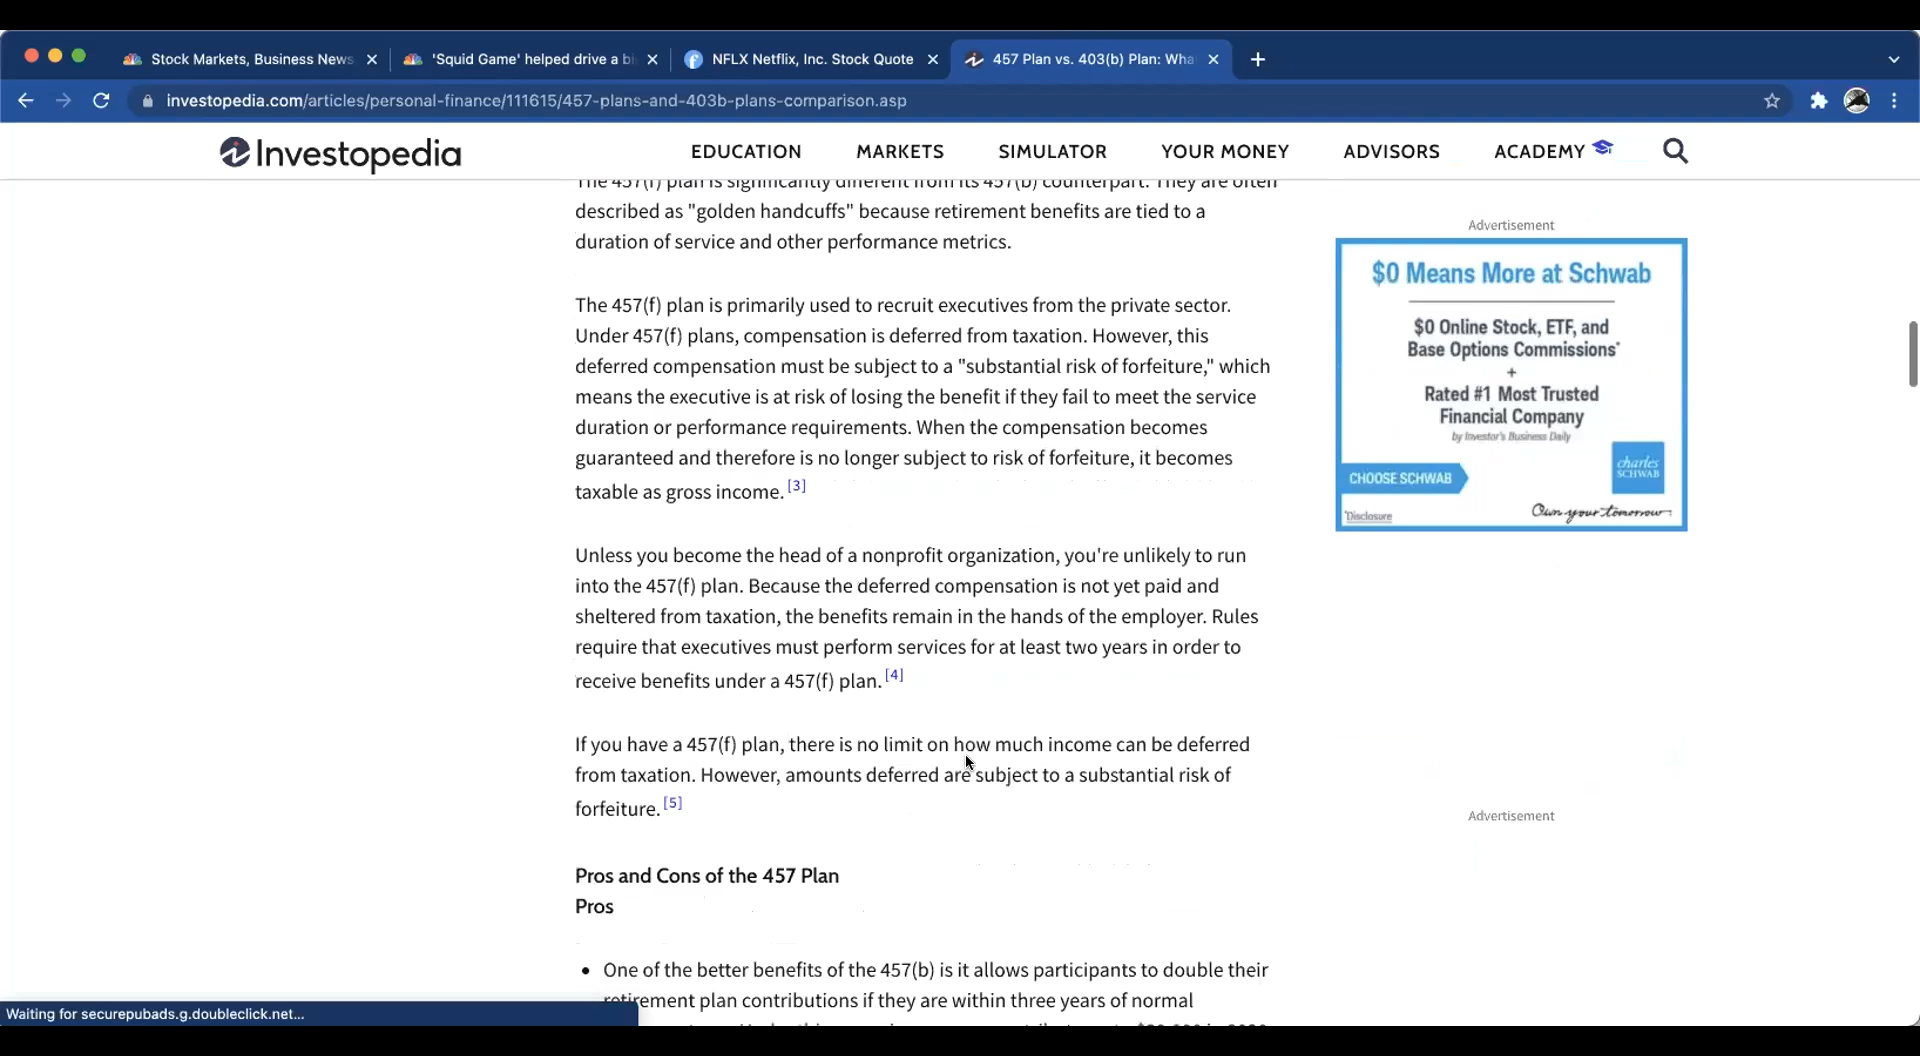 Stock Markets, Business News
'Squid Game' helped drive a bi
NFLX Netflix, Inc. Stock Quote
457 Plan vs. 403(b) Plan: Wha
investopedia.com/articles/personal-finance/111615/457-plans-and-403b-plans-comparison.asp
Investopedia
EDUCATION
MARKETS
SIMULATOR
YOUR MONEY
ADVISORS
ACADEMY
The 457(f) plan is significantly different from its 457(b) counterpart. They are often
described as "golden handcuffs" because retirement benefits are tied to a
duration of service and other performance metrics.
The 457(f) plan is primarily used to recruit executives from the private sector.
Under 457(f) plans, compensation is deferred from taxation. However, this
deferred compensation must be subject to a "substantial risk of forfeiture," which
means the executive is at risk of losing the benefit if they fail to meet the service
duration or performance requirements. When the compensation becomes
guaranteed and therefore is no longer subject to risk of forfeiture, it becomes
taxable as gross income. [3]
Unless you become the head of a nonprofit organization, you're unlikely to run
into the 457(f) plan. Because the deferred compensation is not yet paid and
sheltered from taxation, the benefits remain in the hands of the employer. Rules
require that executives must perform services for at least two years in order to
receive benefits under a 457(f) plan. [4]
If you have a 457(f) plan, there is no limit on how much income can be deferred
from taxation. However, amounts deferred are subject to a substantial risk of
forfeiture. [5]
Pros and Cons of the 457 Plan
Pros
• One of the better benefits of the 457(b) is it allows participants to double their
retirement plan contributions if they are within three years of normal
Advertisement
$0 Means More at Schwab
$0 Online Stock, ETF, and
Base Options Commissions*
+
Rated #1 Most Trusted
Financial Company
by Investor's Business Daily
CHOOSE SCHWAB
charles
SCHWAB
*Disclosure
Own your tomorrow.
Advertisement
Waiting for securepubads.g.doubleclick.net...